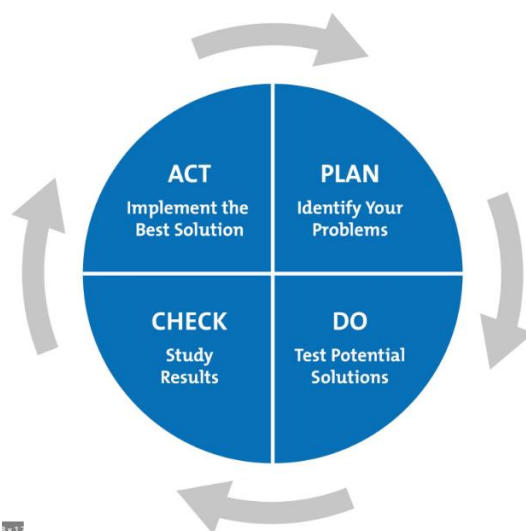 ACT
Implement the
Best Solution
PLAN
Identify Your
Problems
CHECK
Study
Results
DO
Test Potential
Solutions